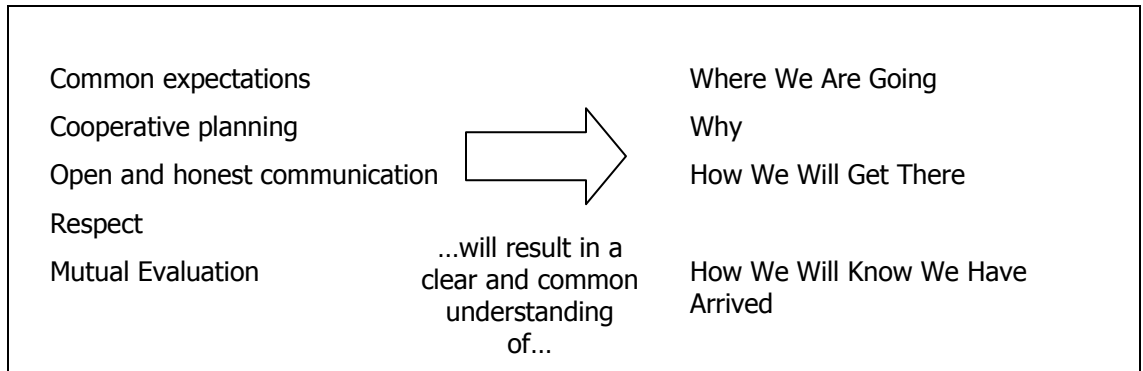 Common expectations
Cooperative planning
Open and honest communication
Respect
Mutual Evaluation
…will result in a
clear and common
understanding
of…
Where We Are Going
Why
How We Will Get There
How We Will Know We Have
Arrived